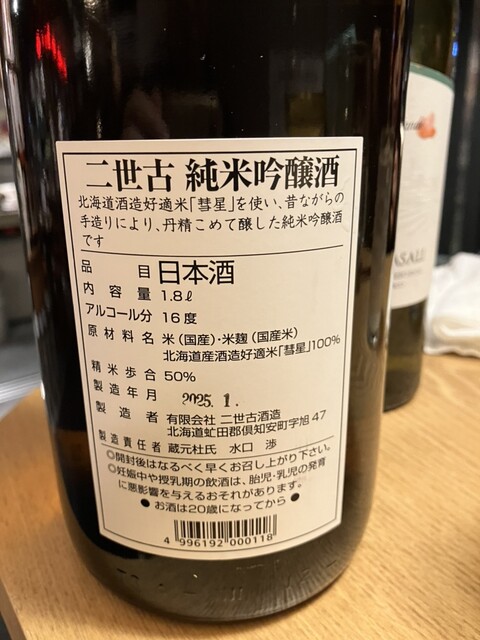 二世古 純米吟醸酒
北海道酒造好適米「彗星」を使い、昔ながらの
手造りにより、丹精こめて醸した純米吟醸酒
です
品目 日本酒
内容量 1.8ℓ
アルコール分 16度
原材料名 米(国産)・米麹(国産米)
北海道産酒造好適米「彗星」100%
精米歩合 50%
製造年月 2025.1.
製造者 有限会社 二世古酒造
北海道虻田郡倶知安町字旭47
製造責任者 蔵元杜氏 水口 渉
◎開封後はなるべく早くお召し上がり下さい。
◎妊娠中や授乳期の飲酒は、胎児・乳児の発育
に悪影響を与えるおそれがあります。
●お酒は20歳になってから●
4 996192 000118